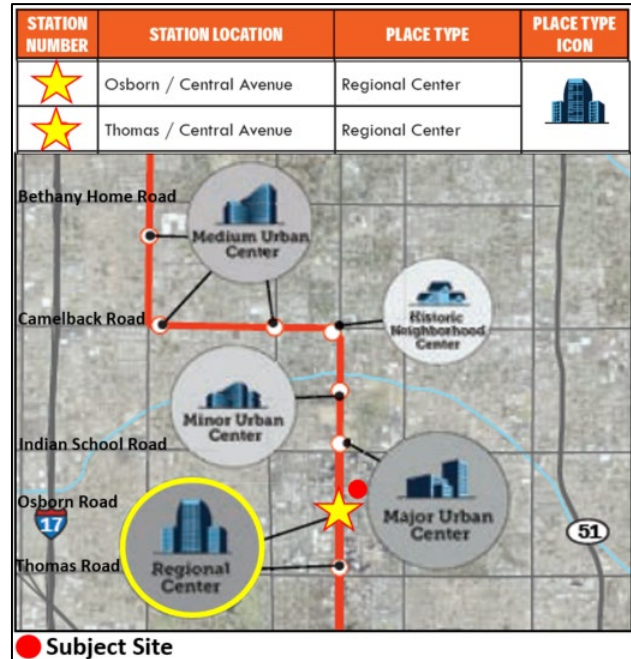 STATION NUMBER
STATION LOCATION
PLACE TYPE
PLACE TYPE ICON
Osborn / Central Avenue
Regional Center
Thomas / Central Avenue
Regional Center
Bethany Home Road
Medium Urban
Center
Camelback Road
Historic
Neighborhood
Center
Minor Urban
Center
Indian School Road
Osborn Road
17
Major Urban
Center
51
Thomas Road
Regional
Center
Subject Site